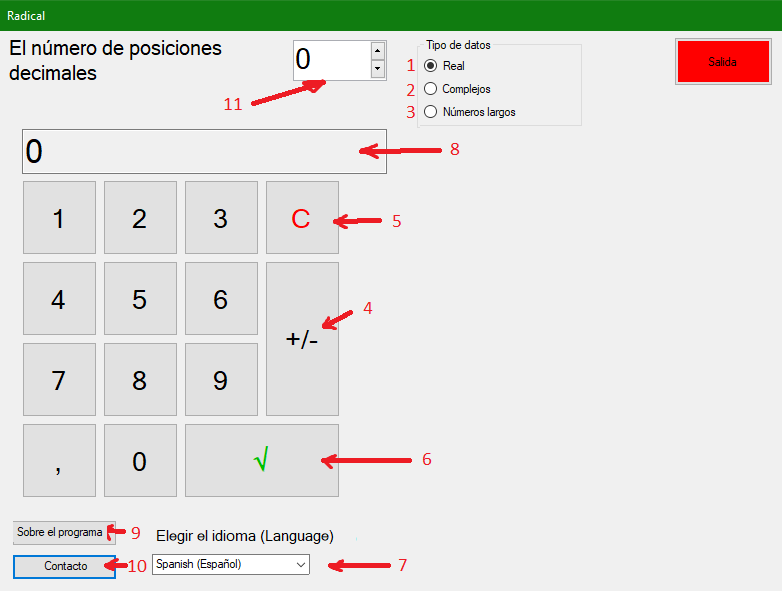 Radical
El número de posiciones
decimales
0
11
Tipo de datos
1 Real
2 Complejos
3 Números largos
Salida
0
8
1 2 3 C
5
4 5 6
4
+/-
7 8 9
, 0 √
6
Sobre el programa
9
Elegir el idioma (Language)
Contacto
10
Spanish (Español)
7